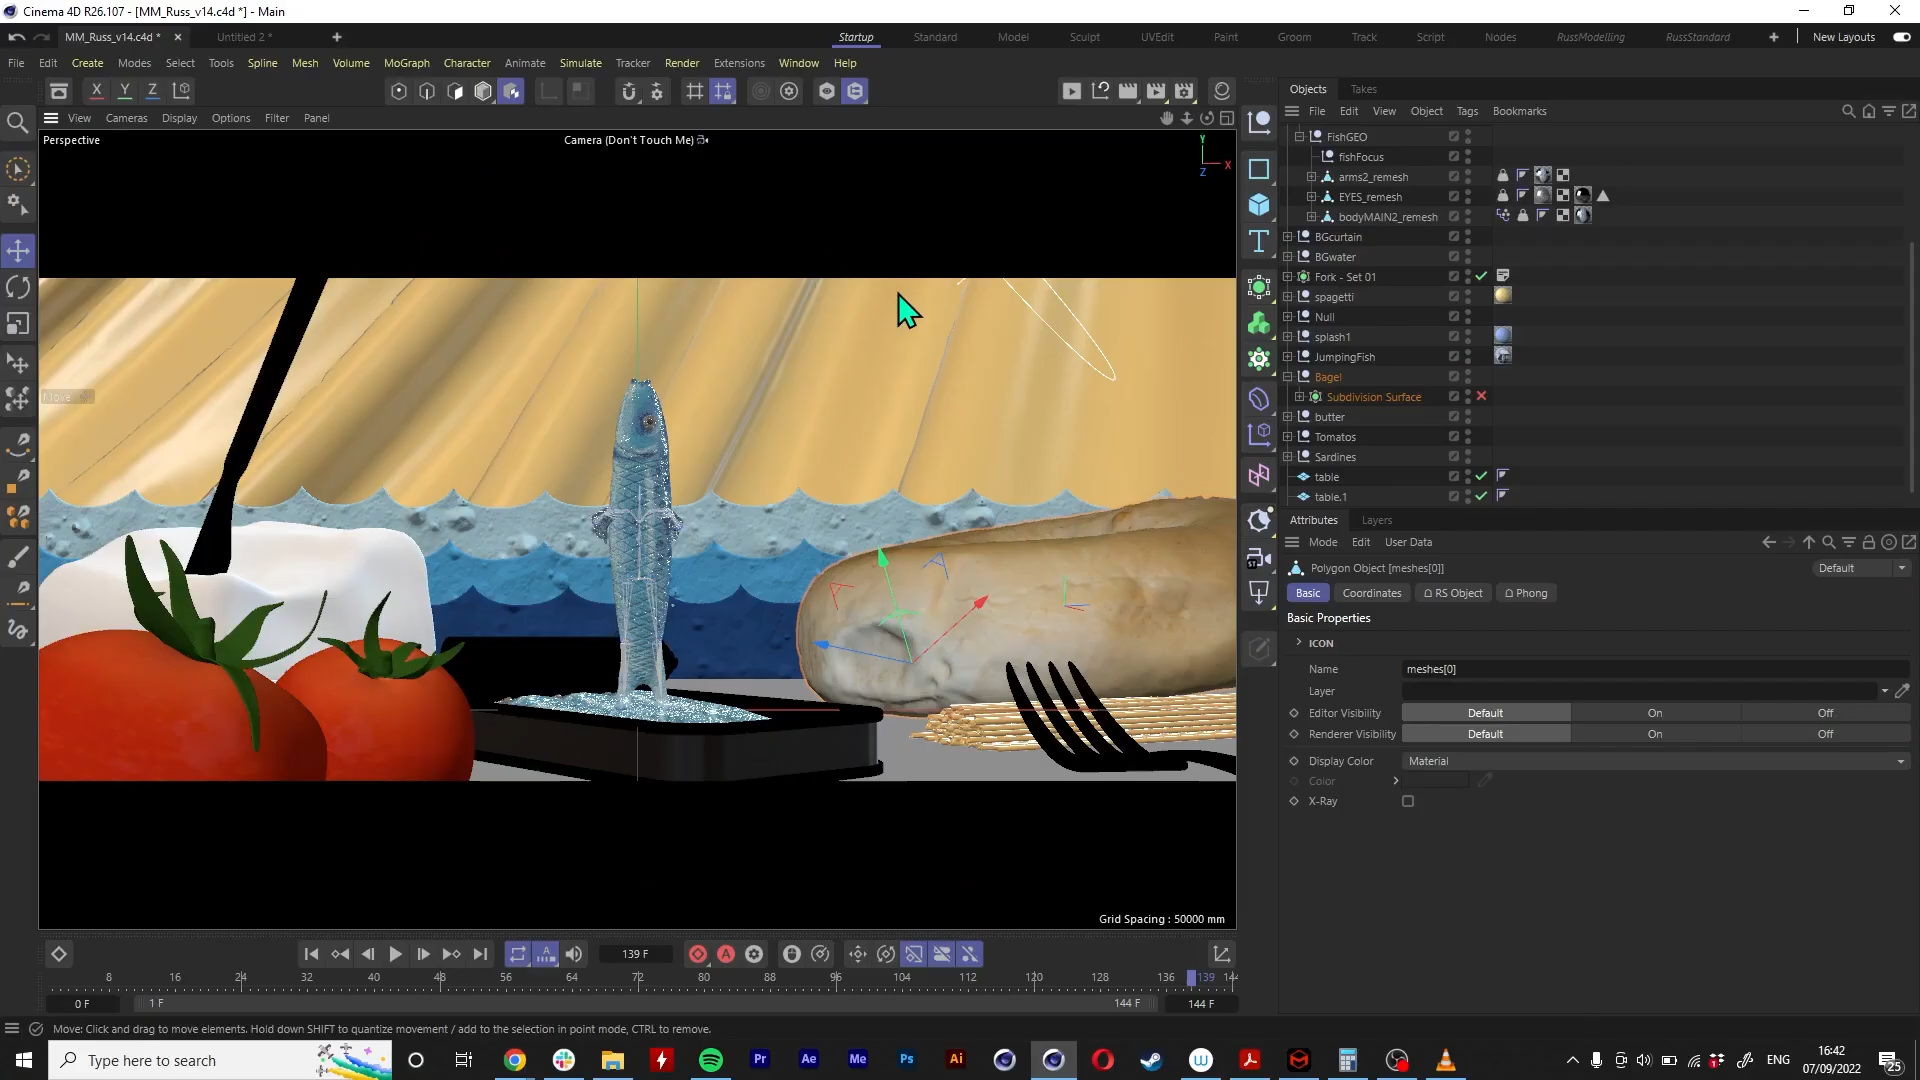 Cinema 4D R26.107 - [MM_Russ_v14.c4d *] - Main
MM_Russ_v14.c4d *
Untitled 2 *
Startup
Standard
Model
Sculpt
UVEdit
Paint
Groom
Track
Script
Nodes
RussModelling
RussStandard
New Layouts
File Edit Create Modes Select Tools Spline Mesh Volume MoGraph Character Animate Simulate Tracker Render Extensions Window Help
X Y Z
View Cameras Display Options Filter Panel
Perspective
Camera (Don't Touch Me)
Y
X
Z
Move
Grid Spacing : 50000 mm
Objects Takes
File Edit View Object Tags Bookmarks
FishGEO
fishFocus
arms2_remesh
EYES_remesh
bodyMAIN2_remesh
BGcurtain
BGwater
Fork - Set 01
spagetti
Null
splash1
JumpingFish
Bagel
Subdivision Surface
butter
Tomatos
Sardines
table
table.1
Attributes Layers
Mode Edit User Data
Polygon Object [meshes[0]]
Default
Basic Coordinates RS Object Phong
Basic Properties
ICON
Name meshes[0]
Layer
Editor Visibility Default On Off
Renderer Visibility Default On Off
Display Color Material
Color
X-Ray
139 F
8 16 24 32 40 48 56 64 72 80 88 96 104 112 120 128 136 139 144
0 F
1 F
144 F
144 F
Move: Click and drag to move elements. Hold down SHIFT to quantize movement / add to the selection in point mode, CTRL to remove.
Type here to search
Pr
Ae
Me
Ps
Ai
ENG
16:42
07/09/2022
25